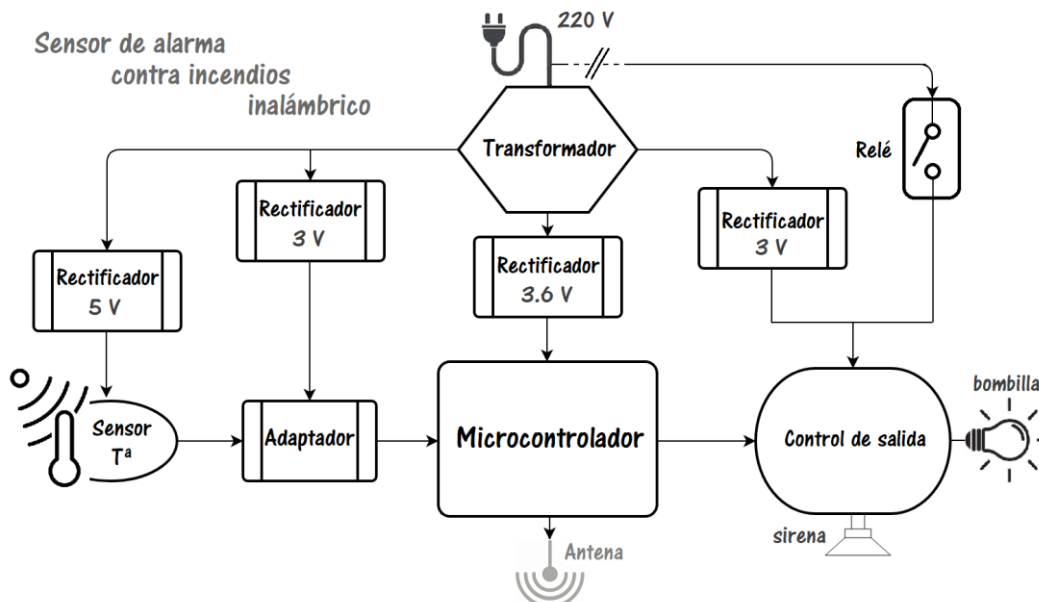 Sensor de alarma
contra incendios
inalámbrico
220 V
Transformador
Relé
Rectificador
3 V
Rectificador
3 V
Rectificador
5 V
Rectificador
3.6 V
bombilla
Sensor
Tª
Adaptador
Microcontrolador
Control de salida
sirena
Antena